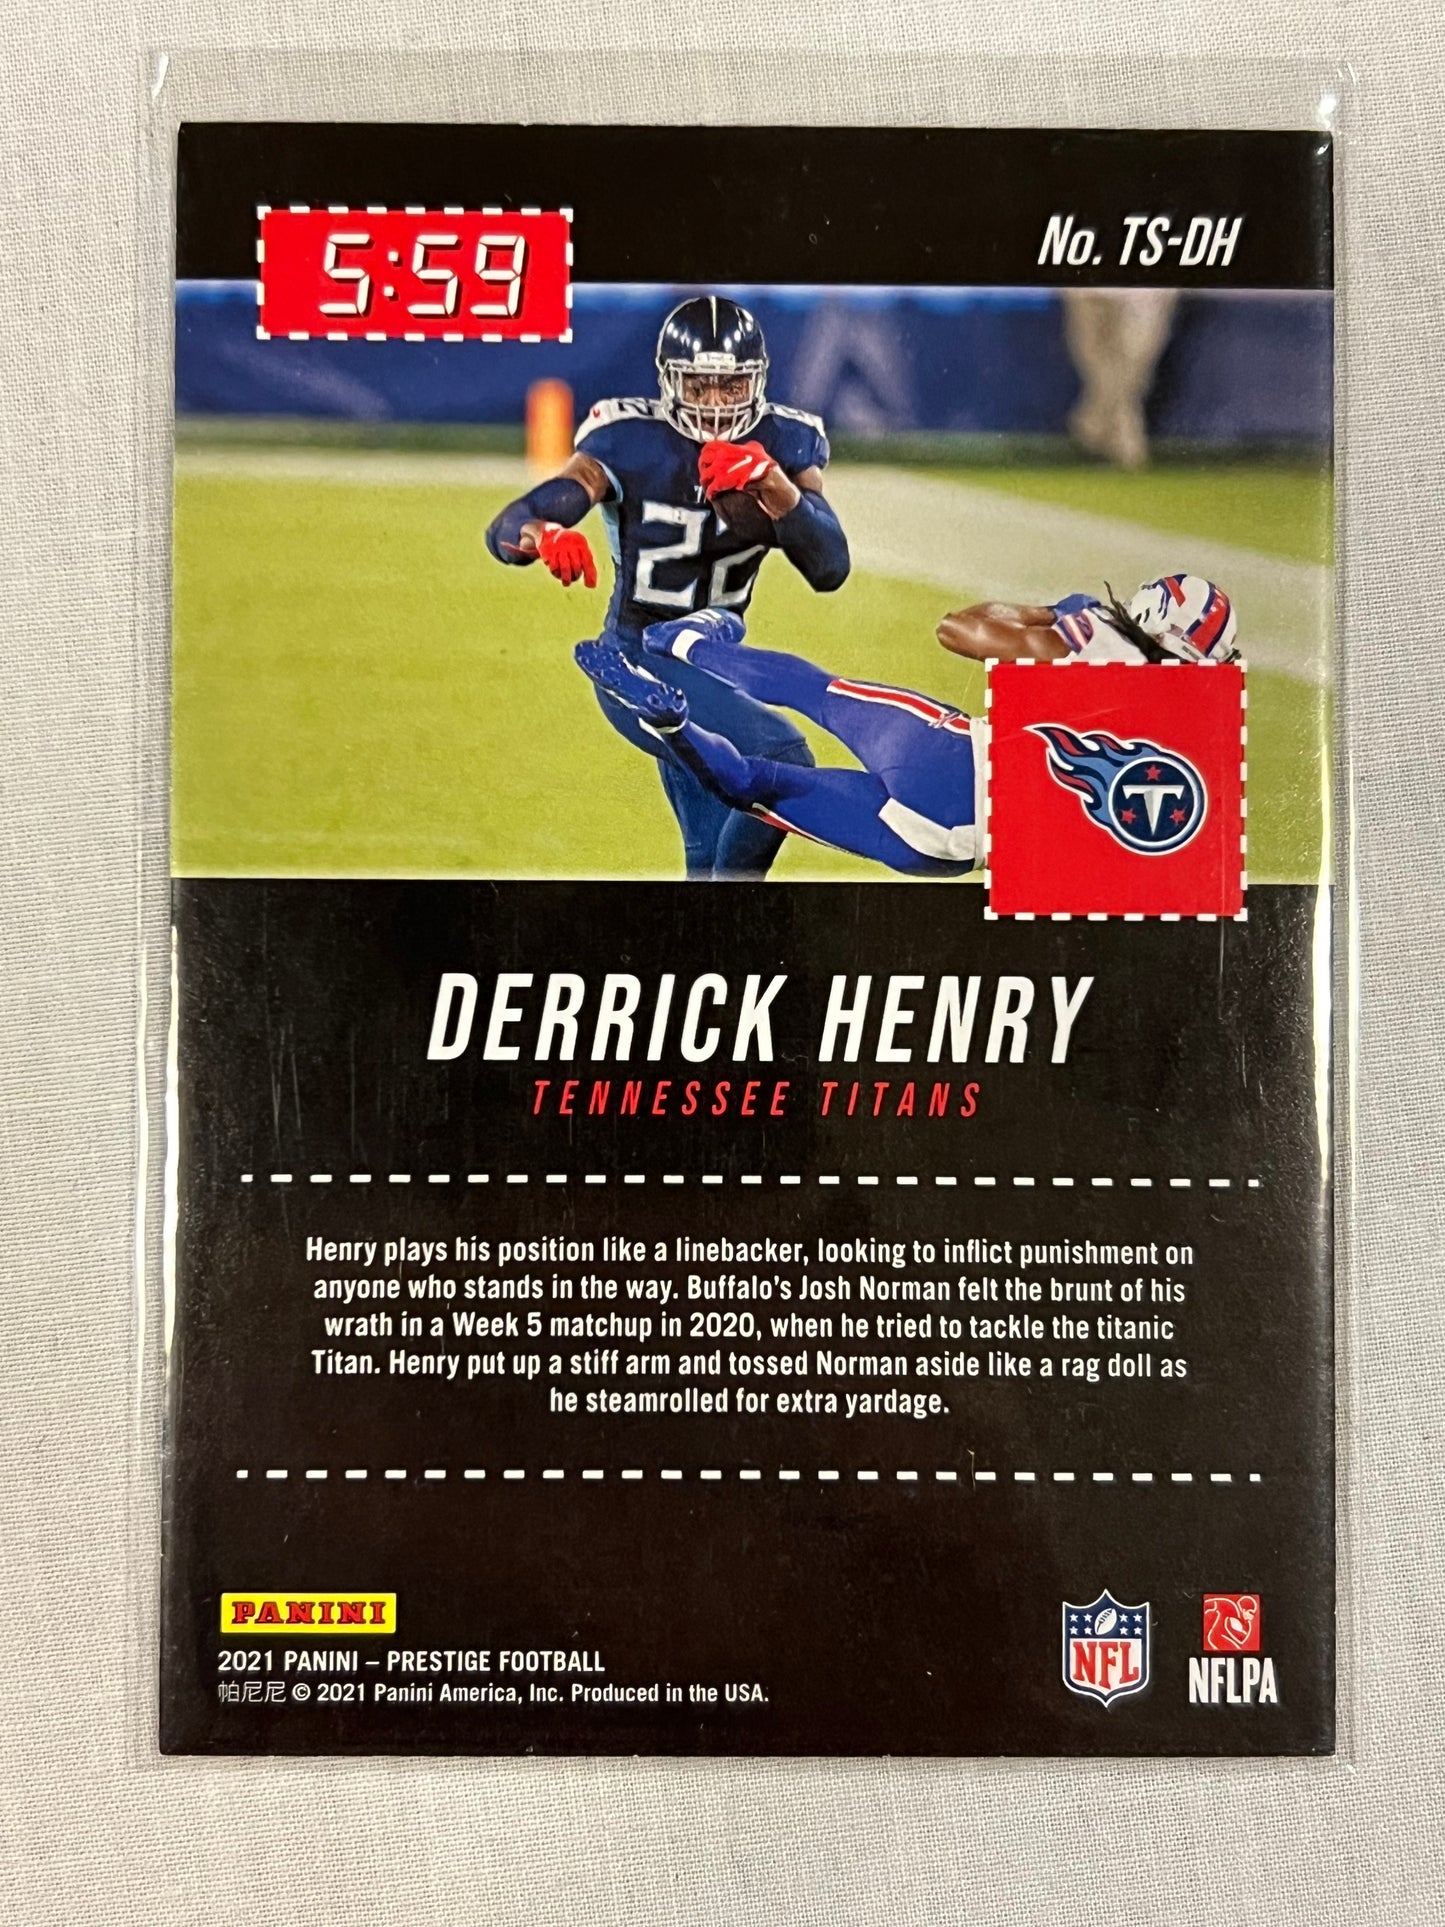 5:59
No. TS-DH
22
22
T
DERRICK HENRY
TENNESSEE TITANS
Henry plays his position like a linebacker, looking to inflict punishment on
anyone who stands in the way. Buffalo's Josh Norman felt the brunt of his
wrath in a Week 5 matchup in 2020, when he tried to tackle the titanic
Titan. Henry put up a stiff arm and tossed Norman aside like a rag doll as
he steamrolled for extra yardage.
PANINI
2021 PANINI – PRESTIGE FOOTBALL
帕尼尼 © 2021 Panini America, Inc. Produced in the USA.
NFL
NFLPA